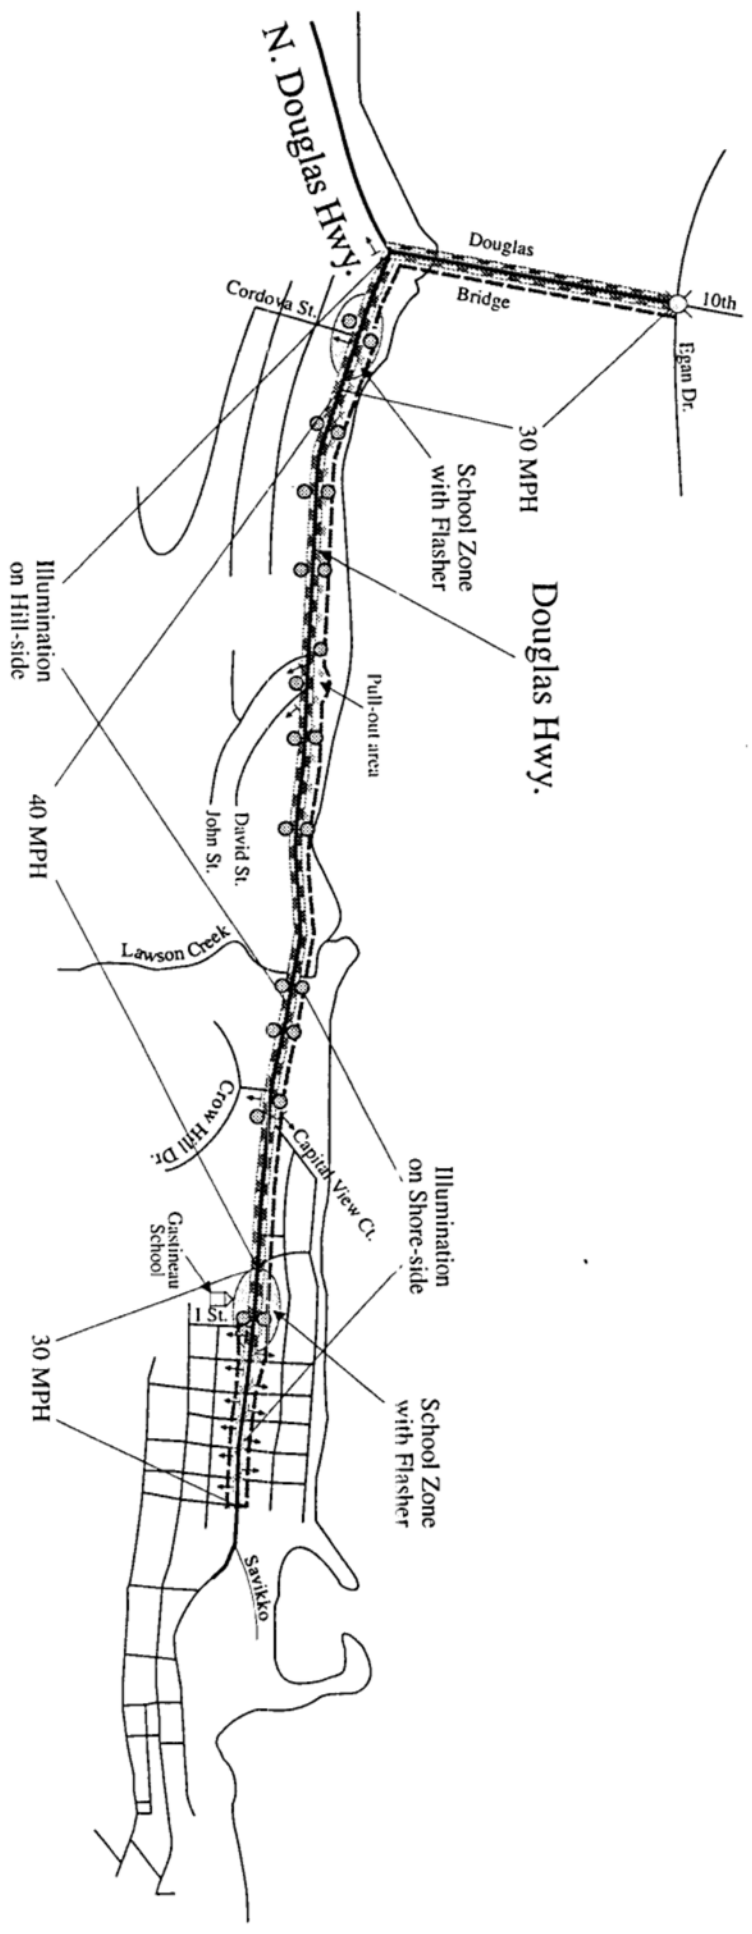 N. Douglas Hwy.
Douglas
Bridge
10th
Egan Dr.
Cordova St.
30 MPH
School Zone
with Flasher
Douglas Hwy.
Illumination
on Hill-side
Pull-out area
David St.
John St.
40 MPH
Lawson Creek
Crow Hill Dr.
Capital View Ct.
Illumination
on Shore-side
Gastineau
School
I St.
30 MPH
School Zone
with Flasher
Savikko